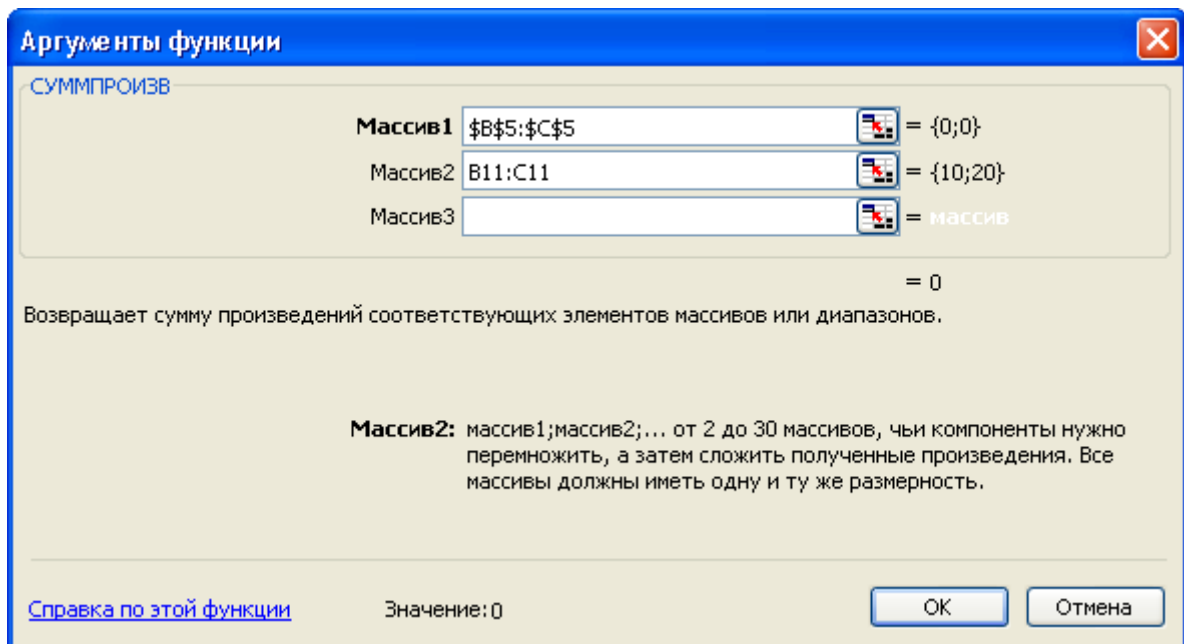 Аргументы функции
СУММПРОИЗВ
Массив1 $B$5:$C$5 = {0;0}
Массив2 B11:C11 = {10;20}
Массив3 = массив
= 0
Возвращает сумму произведений соответствующих элементов массивов или диапазонов.
Массив2: массив1;массив2;... от 2 до 30 массивов, чьи компоненты нужно
перемножить, а затем сложить полученные произведения. Все
массивы должны иметь одну и ту же размерность.
Справка по этой функции Значение:0 ОК Отмена